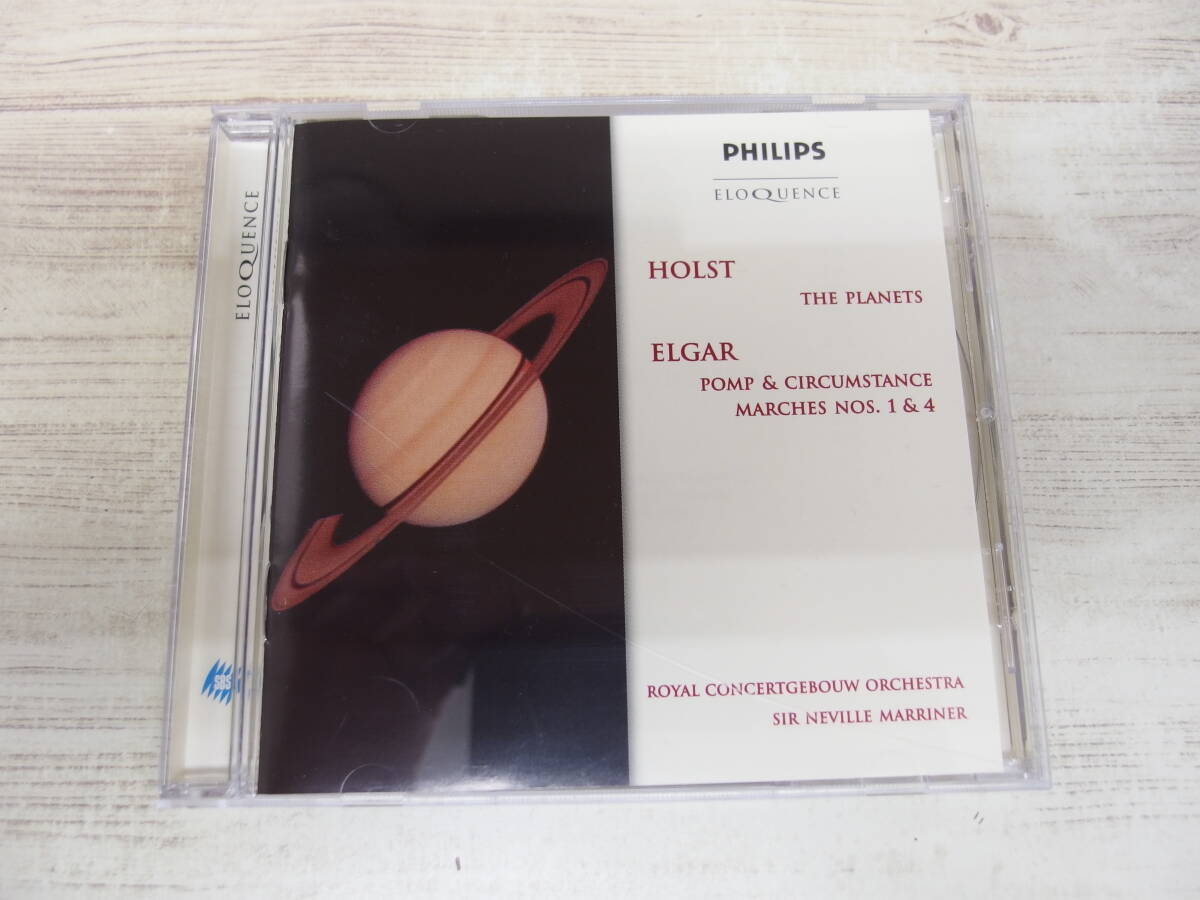 PHILIPS
ELOQUENCE
HOLST
THE PLANETS
ELGAR
POMP & CIRCUMSTANCE
MARCHES NOS. 1 & 4
ROYAL CONCERTGEBOUW ORCHESTRA
SIR NEVILLE MARRINER
ELOQUENCE
SBS